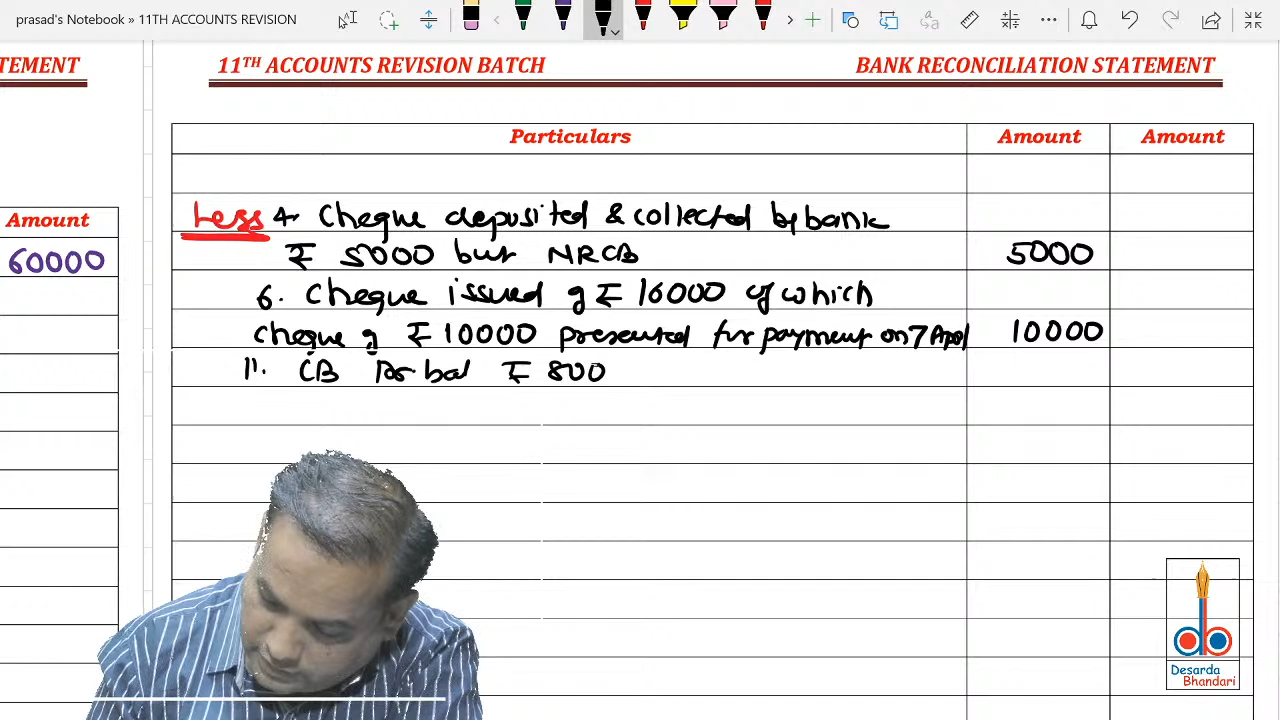 prasad's Notebook » 11TH ACCOUNTS REVISION
TEMENT
11TH ACCOUNTS REVISION BATCH
BANK RECONCILIATION STATEMENT
Amount
60000
Particulars
Amount
Amount
Less 4. Cheque deposited & collected by bank
₹ 5000 but NRCB
5000
6. Cheque issued of ₹ 16000 of which
cheque of ₹ 10000 presented for payment on 7 April
10000
11. CB Dr bal ₹ 800
Desarda
Bhandari